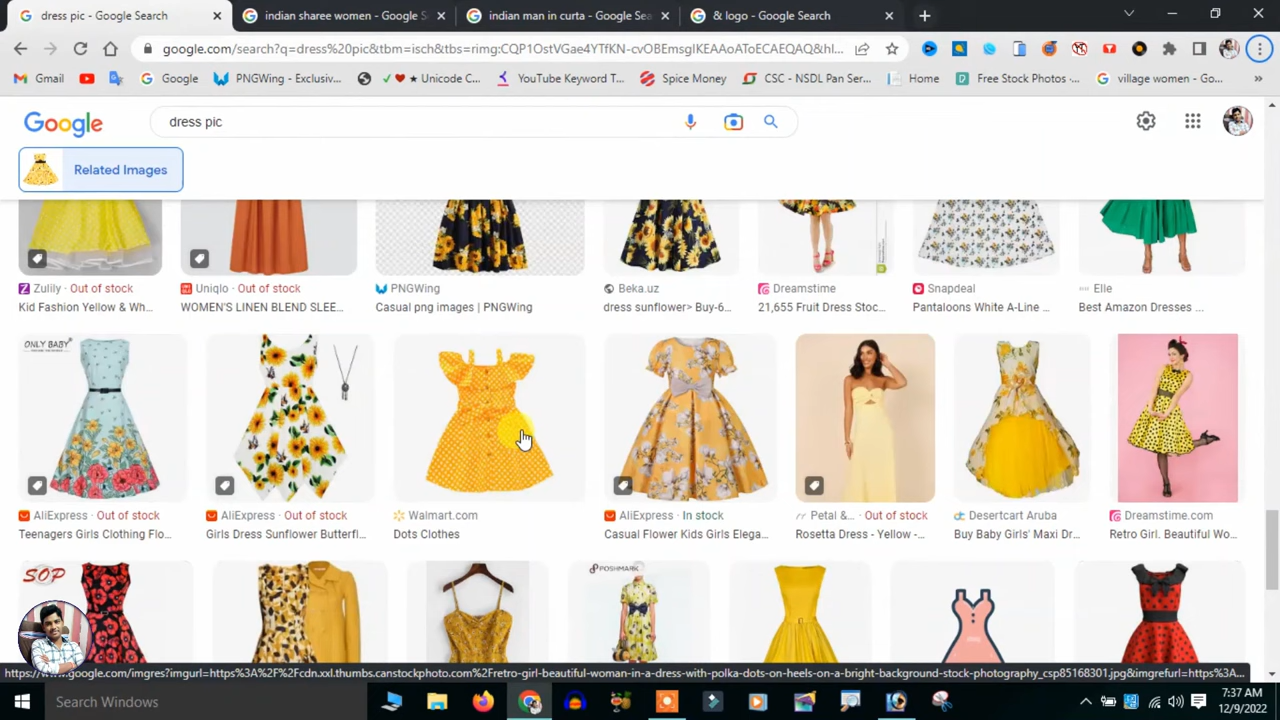 dress pic - Google Search
indian sharee women - Google S
indian man in curta - Google Sea
& logo - Google Search
google.com/search?q=dress%20pic&tbm=isch&tbs=rimg:CQP1OstVGae4YTfKN-cvOBEmsgIKEAAoAToECAEQAQ&hl...
Gmail
Google
PNGWing - Exclusiv...
✓❤★ Unicode C...
YouTube Keyword T...
Spice Money
CSC - NSDL Pan Ser...
Home
Free Stock Photos ·...
village women - Go...
»
Google
dress pic
Related Images
Zulily · Out of stock
Uniqlo · Out of stock
PNGWing
Beka.uz
Dreamstime
Snapdeal
Elle
Kid Fashion Yellow & Wh...
WOMEN'S LINEN BLEND SLEE...
Casual png images | PNGWing
dress sunflower> Buy-6...
21,655 Fruit Dress Stoc...
Pantaloons White A-Line ...
Best Amazon Dresses ...
ONLY BABY
AliExpress · Out of stock
AliExpress · Out of stock
Walmart.com
AliExpress · In stock
Petal &... · Out of stock
Desertcart Aruba
Dreamstime.com
Teenagers Girls Clothing Flo...
Girls Dress Sunflower Butterfl...
Dots Clothes
Casual Flower Kids Girls Elega...
Rosetta Dress - Yellow -...
Buy Baby Girls' Maxi Dr...
Retro Girl. Beautiful Wo...
SOP
POSHMARK
https://www.google.com/imgres?imgurl=https%3A%2F%2Fcdn.xxl.thumbs.canstockphoto.com%2Fretro-girl-beautiful-woman-in-a-dress-with-polka-dots-on-heels-on-a-bright-background-stock-photography_csp85168301.jpg&imgrefurl=https%3A...
Search Windows
7:37 AM
12/9/2022